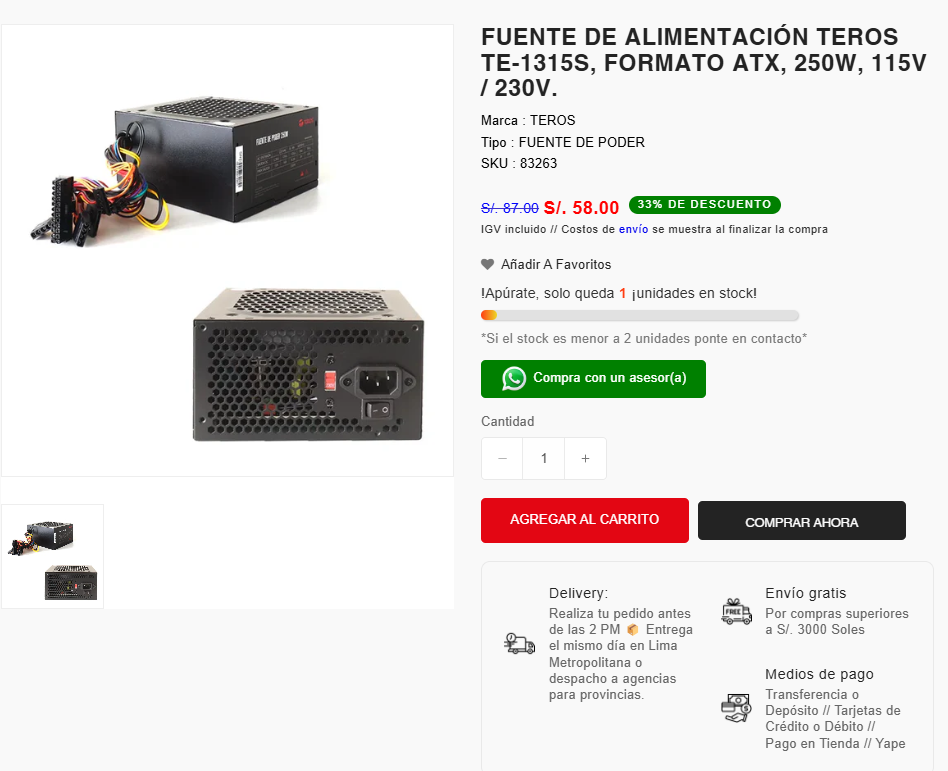 FUENTE DE ALIMENTACIÓN TEROS
TE-1315S, FORMATO ATX, 250W, 115V
/ 230V.
Marca : TEROS
Tipo : FUENTE DE PODER
SKU : 83263
S/. 87.00 S/. 58.00 33% DE DESCUENTO
IGV incluido // Costos de envío se muestra al finalizar la compra
Añadir A Favoritos
!Apúrate, solo queda 1 ¡unidades en stock!
*Si el stock es menor a 2 unidades ponte en contacto*
Compra con un asesor(a)
Cantidad
− 1 +
AGREGAR AL CARRITO
COMPRAR AHORA
Delivery:
Realiza tu pedido antes
de las 2 PM 📦 Entrega
el mismo día en Lima
Metropolitana o
despacho a agencias
para provincias.
FREE
Envío gratis
Por compras superiores
a S/. 3000 Soles
Medios de pago
Transferencia o
Depósito // Tarjetas de
Crédito o Débito //
Pago en Tienda // Yape
FUENTE DE PODER 250W